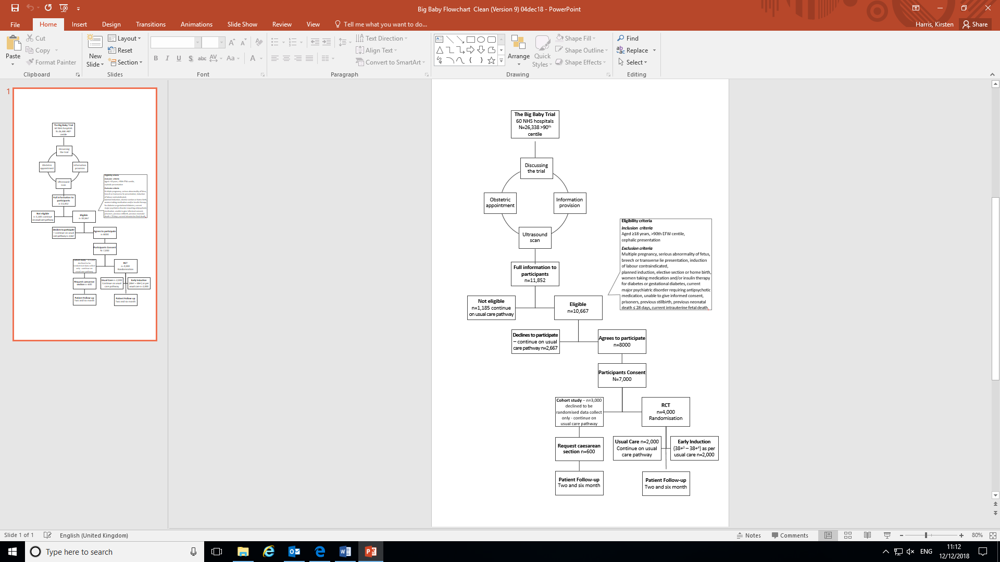 Big Baby Flowchart  Clean (Version 9) 04dec18 - PowerPoint
File
Home
Insert
Design
Transitions
Animations
Slide Show
Review
View
Tell me what you want to do...
Harris, Kirsten
Share
Paste
Cut
Copy
Format Painter
Clipboard
New
Slide
Layout
Reset
Section
Slides
B I U S abc AV Aa A
Font
Text Direction
Align Text
Convert to SmartArt
Paragraph
Arrange
Quick
Styles
Shape Fill
Shape Outline
Shape Effects
Drawing
Find
Replace
Select
Editing
1
The Big Baby Trial
60 NHS hospitals
N=26,338 >90th
centile
Discussing
the trial
Obstetric
appointment
Information
provision
Ultrasound
scan
Full information to
participants
n=11,852
Not eligible
n=1,185 continue
on usual care pathway
Eligible
n=10,667
Eligibility criteria
Inclusion  criteria
Aged ≥18 years, >90th EFW centile,
cephalic presentation
Exclusion criteria
Multiple pregnancy, serious abnormality of fetus,
breech or transverse lie presentation, induction
of labour contraindicated,
planned induction, elective section or home birth,
women taking medication and/or insulin therapy
for diabetes or gestational diabetes, current
major psychiatric disorder requiring antipsychotic
medication, unable to give informed consent,
prisoners, previous stillbirth, previous neonatal
death ≤ 28 days, current intrauterine fetal death.
Declines to participate
– continue on usual
care pathway n=2,667
Agrees to participate
n=8000
Participants Consent
N=7,000
Cohort study – n=3,000
declined to be
randomised data collect
only - continue on
usual care pathway
RCT
n=4,000
Randomisation
Request caesarean
section n=600
Usual Care n=2,000
Continue on usual
care pathway
Early Induction
(38+0 – 38+4) as per
usual care n=2,000
Patient Follow-up
Two and six month
Patient Follow-up
Two and six month
Slide 1 of 1
English (United Kingdom)
Notes
Comments
80%
Type here to search
ENG
11:12
12/12/2018